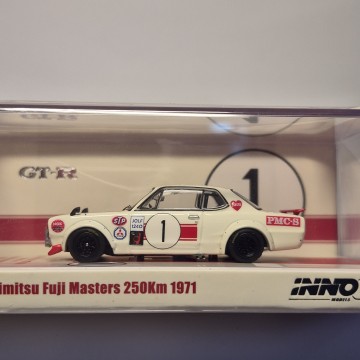 GT-R
1
STP
1
PMC-S
imitsu Fuji Masters 250Km 1971
INNO